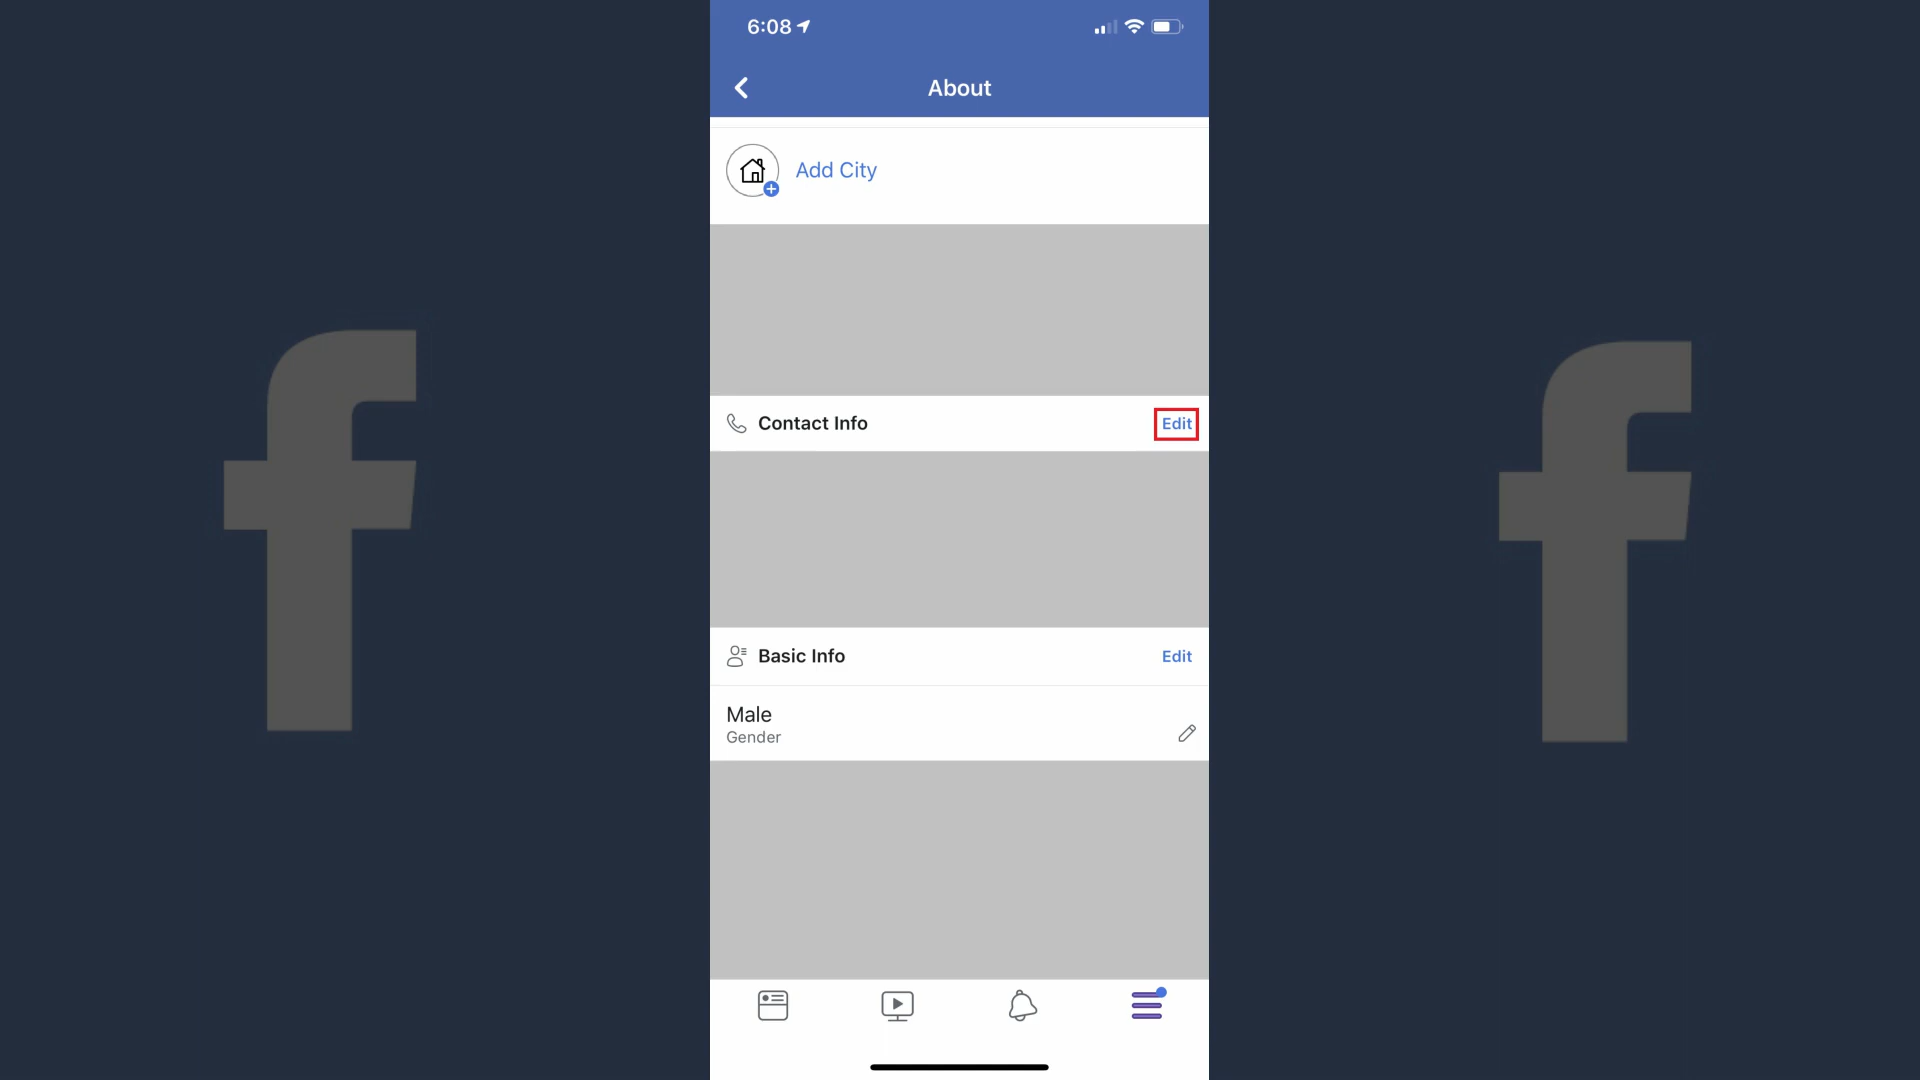 6:08
About
Add City
Contact Info
Edit
Basic Info
Edit
Male
Gender